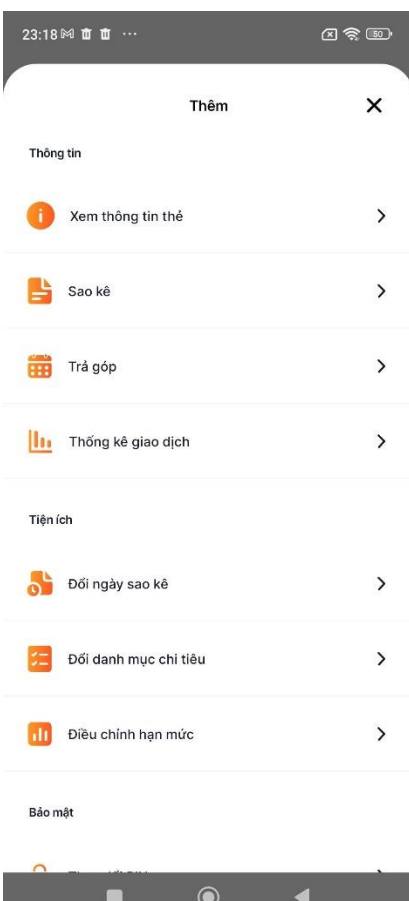 23:18
50
Thêm
Thông tin
Xem thông tin thẻ
Sao kê
Trả góp
Thống kê giao dịch
Tiện ích
Đổi ngày sao kê
Đổi danh mục chi tiêu
Điều chỉnh hạn mức
Bảo mật